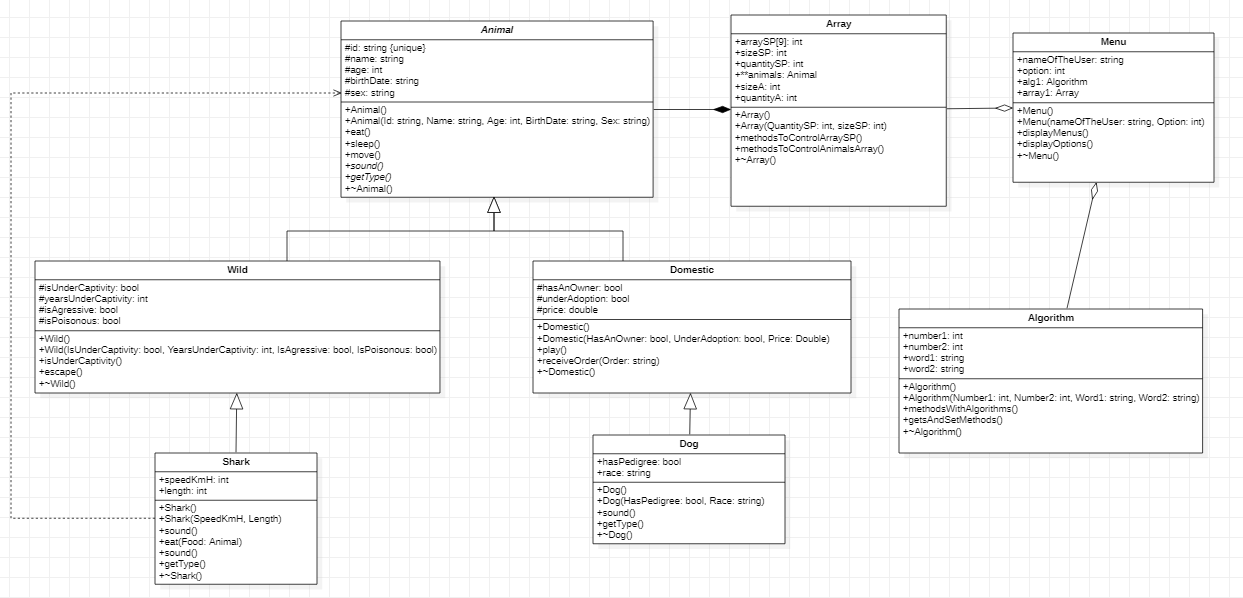 Animal
#id: string {unique}
#name: string
#age: int
#birthDate: string
#sex: string
+Animal()
+Animal(Id: string, Name: string, Age: int, BirthDate: string, Sex: string)
+eat()
+sleep()
+move()
+sound()
+getType()
+~Animal()
Array
+arraySP[9]: int
+sizeSP: int
+quantitySP: int
+**animals: Animal
+sizeA: int
+quantityA: int
+Array()
+Array(QuantitySP: int, sizeSP: int)
+methodsToControlArraySP()
+methodsToControlAnimalsArray()
+~Array()
Menu
+nameOfTheUser: string
+option: int
+alg1: Algorithm
+array1: Array
+Menu()
+Menu(nameOfTheUser: string, Option: int)
+displayMenus()
+displayOptions()
+~Menu()
Wild
#isUnderCaptivity: bool
#yearsUnderCaptivity: int
#isAgressive: bool
#isPoisonous: bool
+Wild()
+Wild(IsUnderCaptivity: bool, YearsUnderCaptivity: int, IsAgressive: bool, IsPoisonous: bool)
+isUnderCaptivity()
+escape()
+~Wild()
Domestic
#hasAnOwner: bool
#underAdoption: bool
#price: double
+Domestic()
+Domestic(HasAnOwner: bool, UnderAdoption: bool, Price: Double)
+play()
+receiveOrder(Order: string)
+~Domestic()
Algorithm
+number1: int
+number2: int
+word1: string
+word2: string
+Algorithm()
+Algorithm(Number1: int, Number2: int, Word1: string, Word2: string)
+methodsWithAlgorithms()
+getsAndSetMethods()
+~Algorithm()
Shark
+speedKmH: int
+length: int
+Shark()
+Shark(SpeedKmH, Length)
+sound()
+eat(Food: Animal)
+sound()
+getType()
+~Shark()
Dog
+hasPedigree: bool
+race: string
+Dog()
+Dog(HasPedigree: bool, Race: string)
+sound()
+getType()
+~Dog()